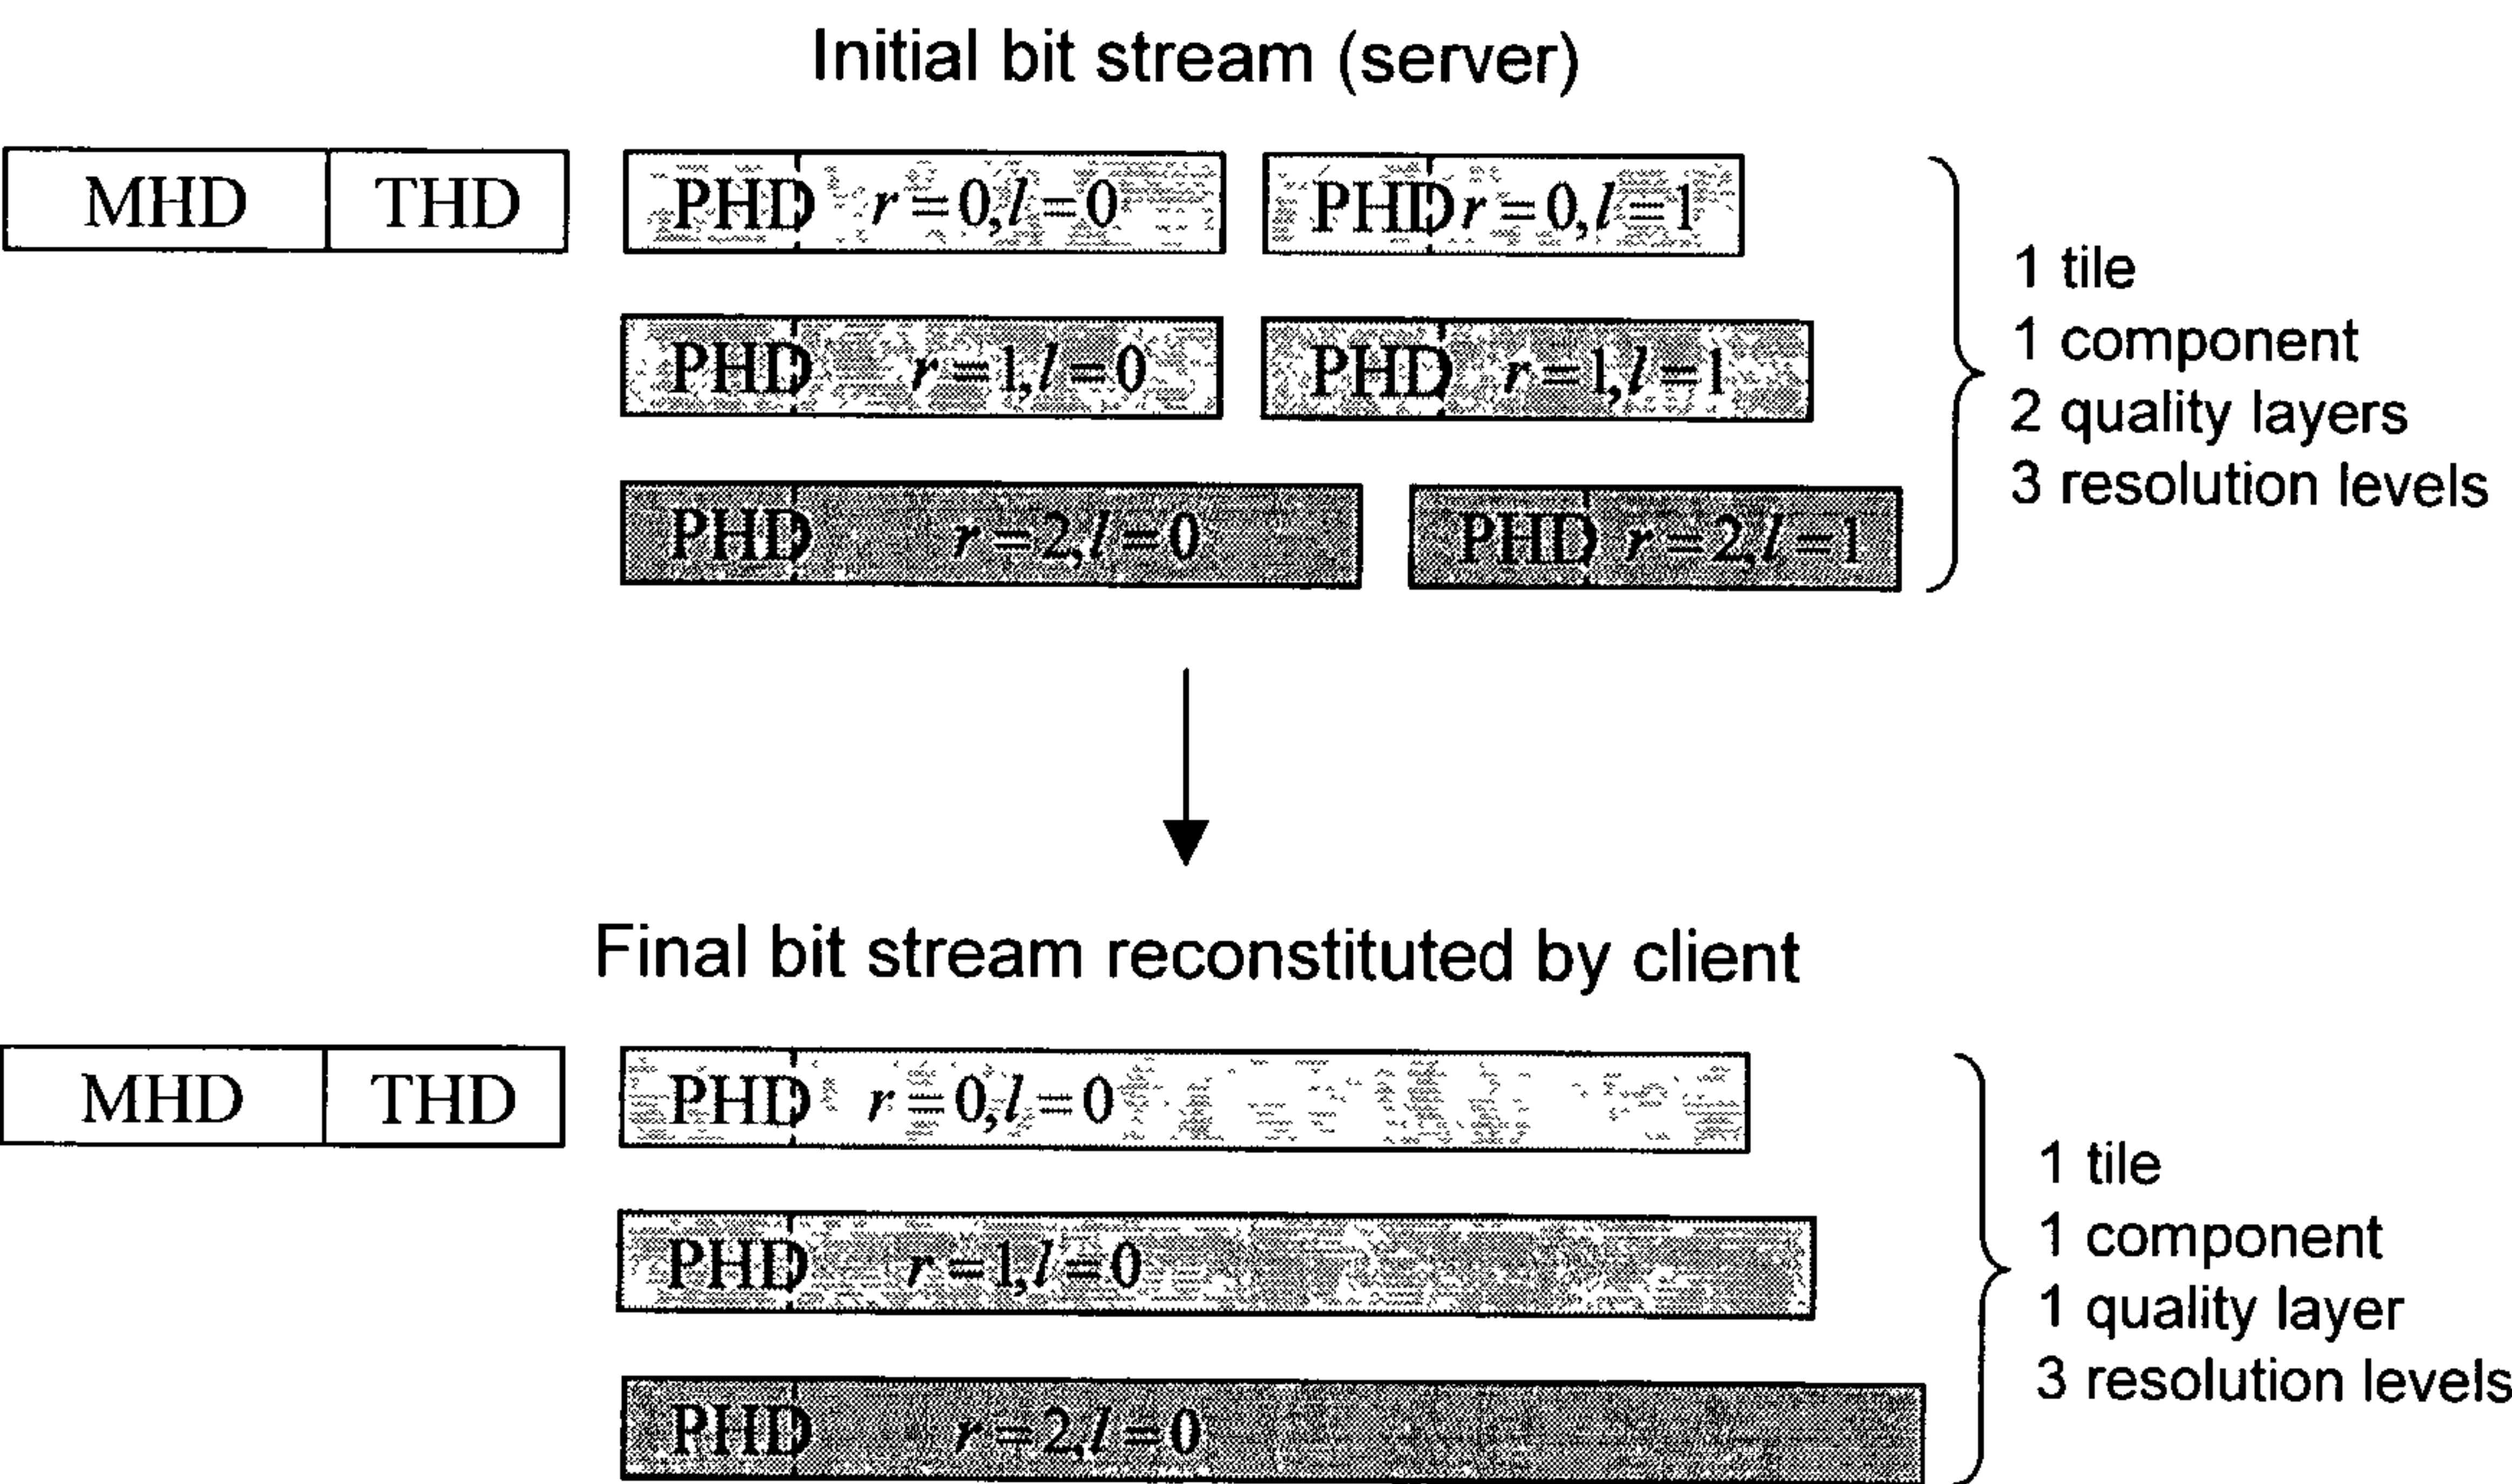 Initial bit stream (server)
MHD THD PHD r=0,l=0 PHD r=0,l=1
PHD r=1,l=0 PHD r=1,l=1
PHD r=2,l=0 PHD r=2,l=1
1 tile
1 component
2 quality layers
3 resolution levels
Final bit stream reconstituted by client
MHD THD PHD r=0,l=0
PHD r=1,l=0
PHD r=2,l=0
1 tile
1 component
1 quality layer
3 resolution levels